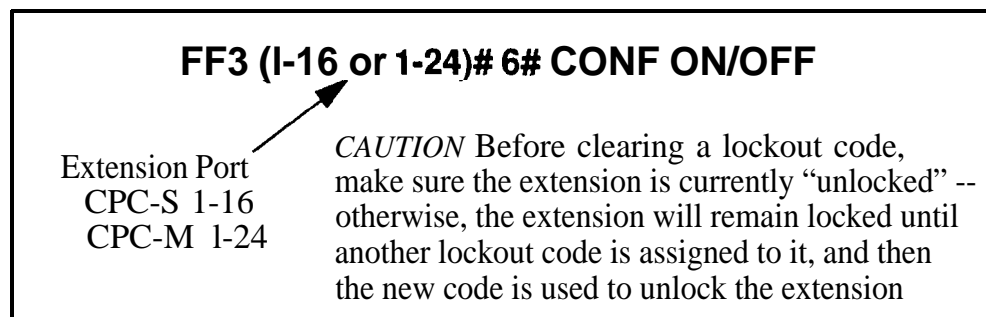 FF3 (I-16 or 1-24)# 6# CONF ON/OFF
Extension Port
CPC-S 1-16
CPC-M 1-24
CAUTION Before clearing a lockout code,
make sure the extension is currently “unlocked” --
otherwise, the extension will remain locked until
another lockout code is assigned to it, and then
the new code is used to unlock the extension